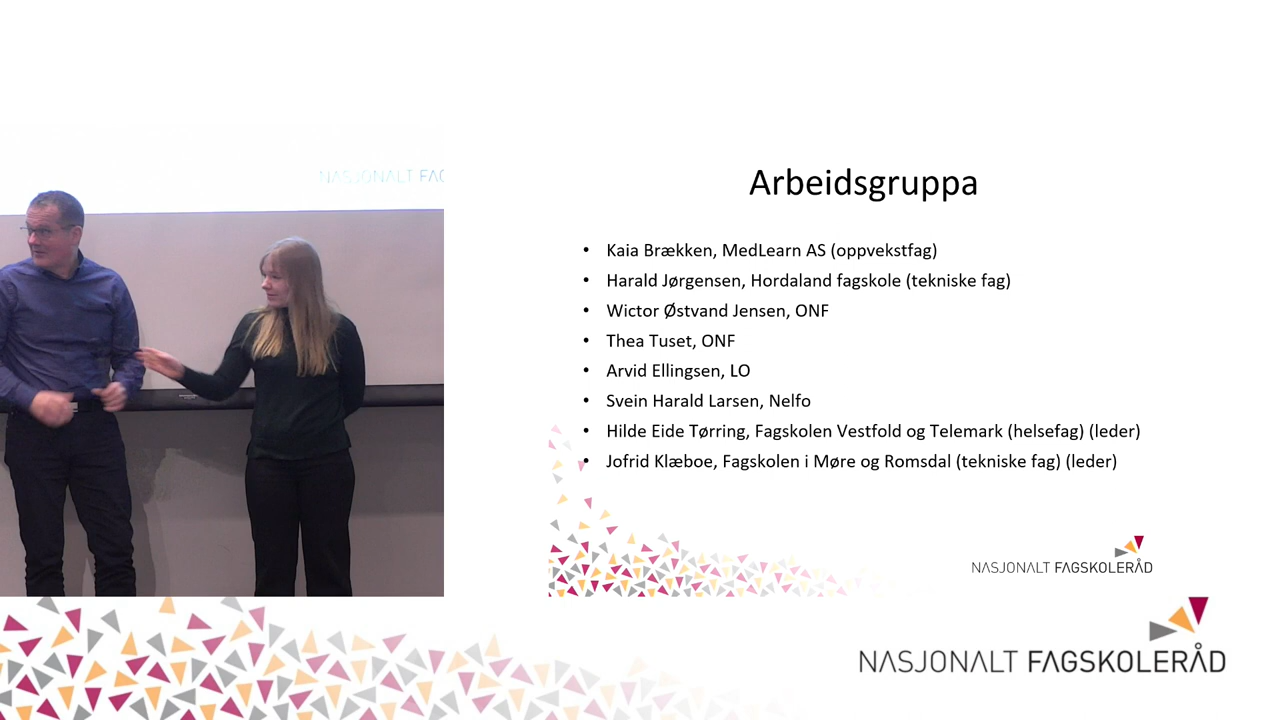 NASJONALT FAG
Arbeidsgruppa
• Kaia Brækken, MedLearn AS (oppvekstfag)
• Harald Jørgensen, Hordaland fagskole (tekniske fag)
• Wictor Østvand Jensen, ONF
• Thea Tuset, ONF
• Arvid Ellingsen, LO
• Svein Harald Larsen, Nelfo
• Hilde Eide Tørring, Fagskolen Vestfold og Telemark (helsefag) (leder)
• Jofrid Klæboe, Fagskolen i Møre og Romsdal (tekniske fag) (leder)
NASJONALT FAGSKOLERÅD
NASJONALT FAGSKOLERÅD